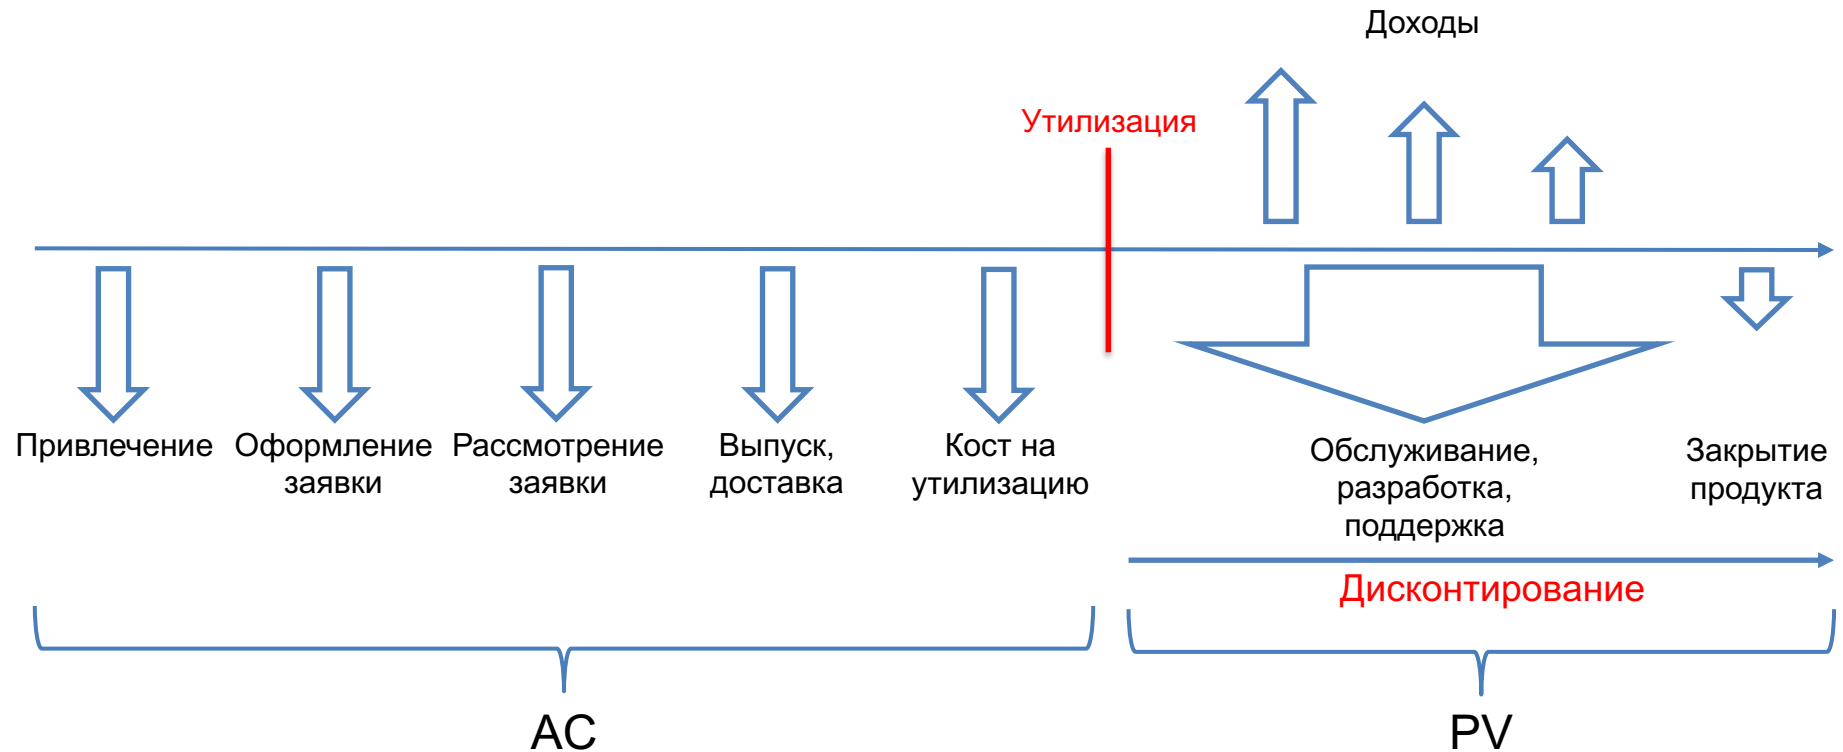 Доходы
Утилизация
Привлечение
Оформление
заявки
Рассмотрение
заявки
Выпуск,
доставка
Кост на
утилизацию
Обслуживание,
разработка,
поддержка
Закрытие
продукта
Дисконтирование
AC
PV